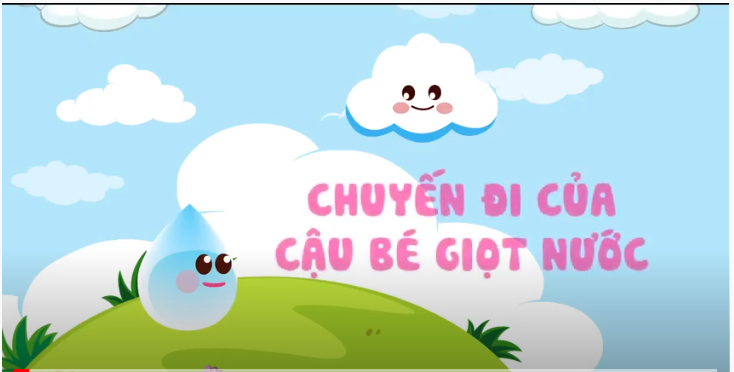 CHUYẾN ĐI CỦA
CẬU BÉ GIỌT NƯỚC